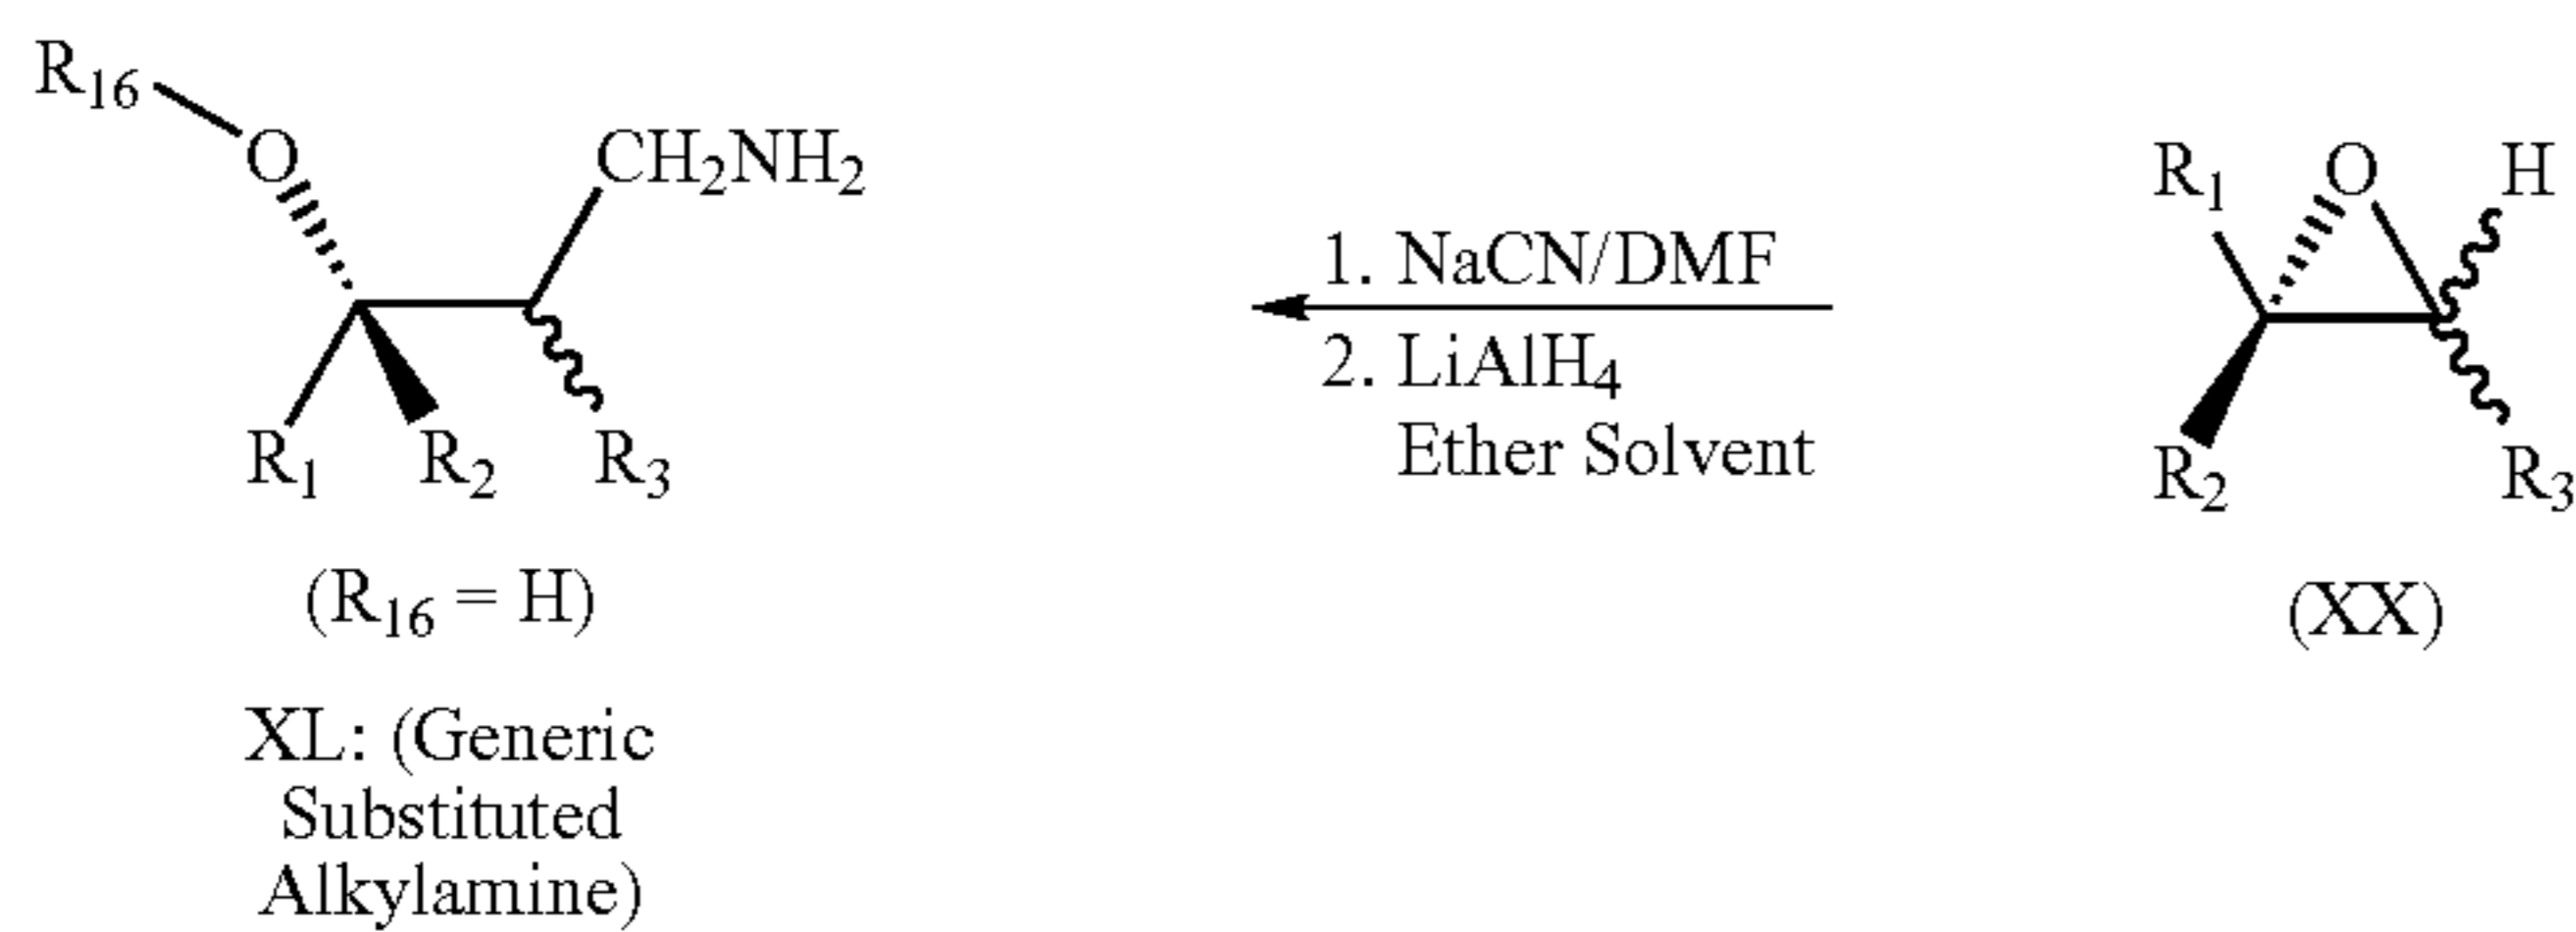 R16
O
CH2NH2
R1 R2 R3
(R16 = H)
XL: (Generic
Substituted
Alkylamine)
1. NaCN/DMF
2. LiAlH4
Ether Solvent
R1 O H
R2 R3
(XX)